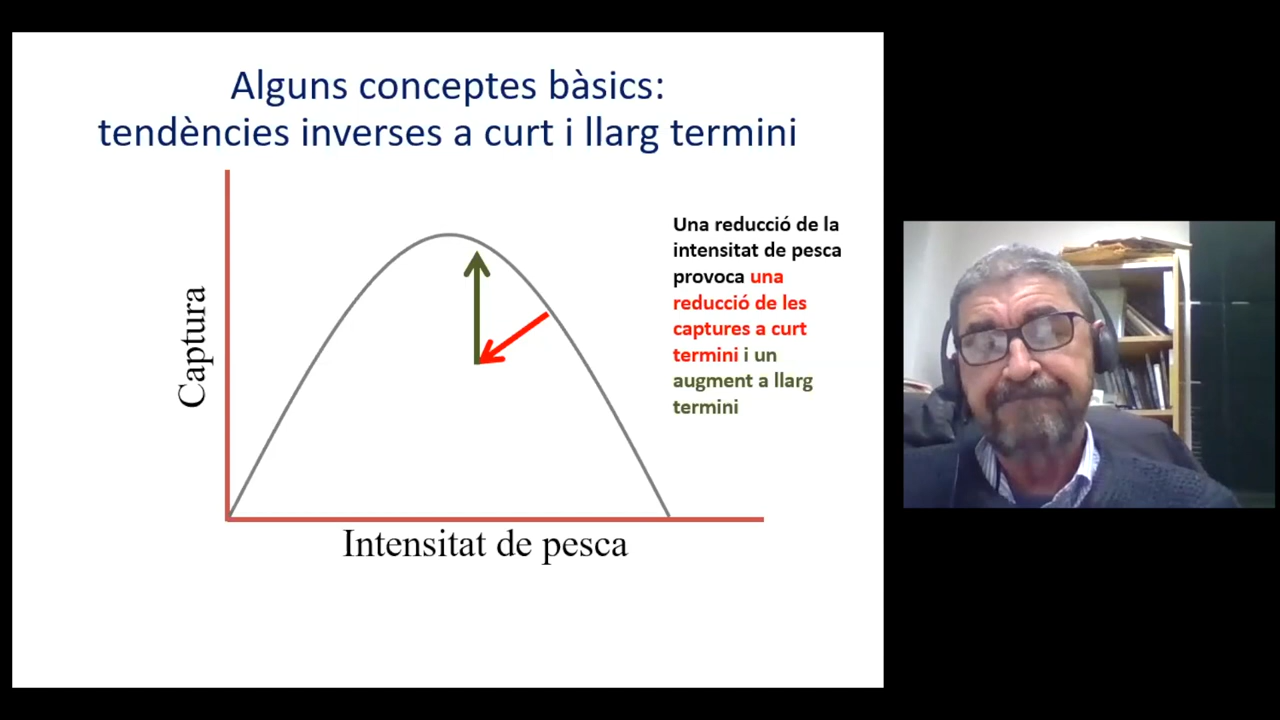 Alguns conceptes bàsics:
tendències inverses a curt i llarg termini
Captura
Una reducció de la
intensitat de pesca
provoca una
reducció de les
captures a curt
termini i un
augment a llarg
termini
Intensitat de pesca